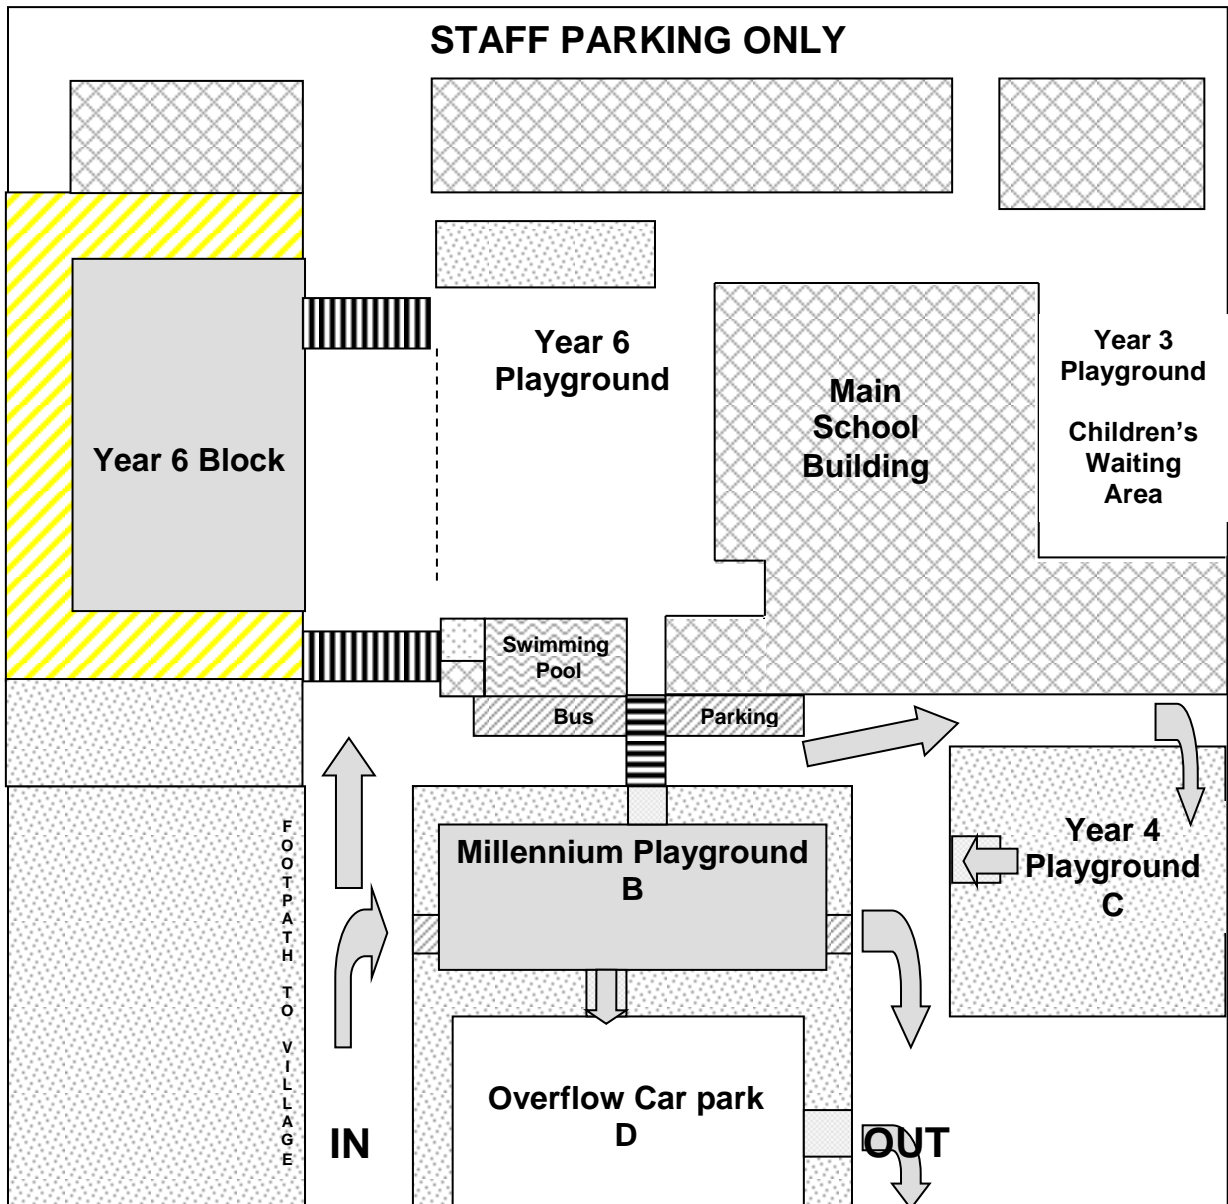 STAFF PARKING ONLY
Year 6
Playground
Year 3
Playground
Children’s
Waiting
Area
Main
School
Building
Year 6 Block
Swimming
Pool
Bus
Parking
FOOTPATH TO VILLAGE
Millennium Playground
B
Year 4
Playground
C
Overflow Car park
D
IN
OUT